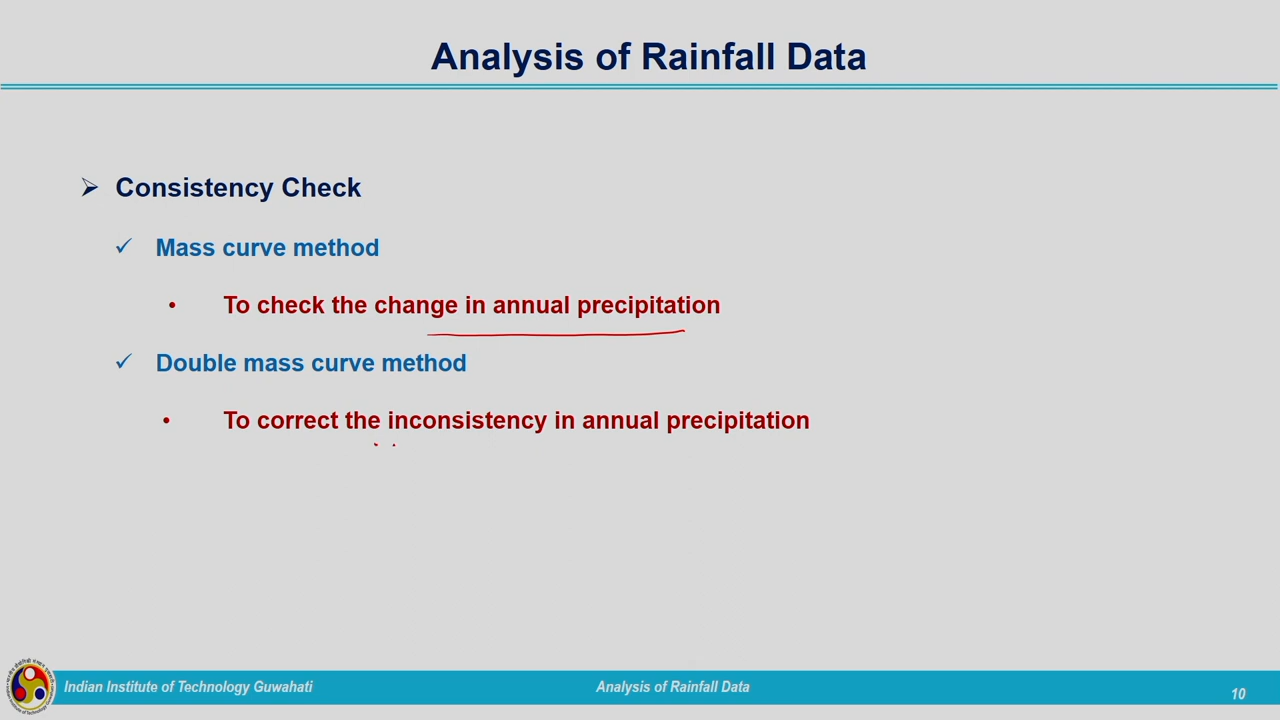 Analysis of Rainfall Data
Consistency Check
Mass curve method
To check the change in annual precipitation
Double mass curve method
To correct the inconsistency in annual precipitation
Indian Institute of Technology Guwahati
Analysis of Rainfall Data
10